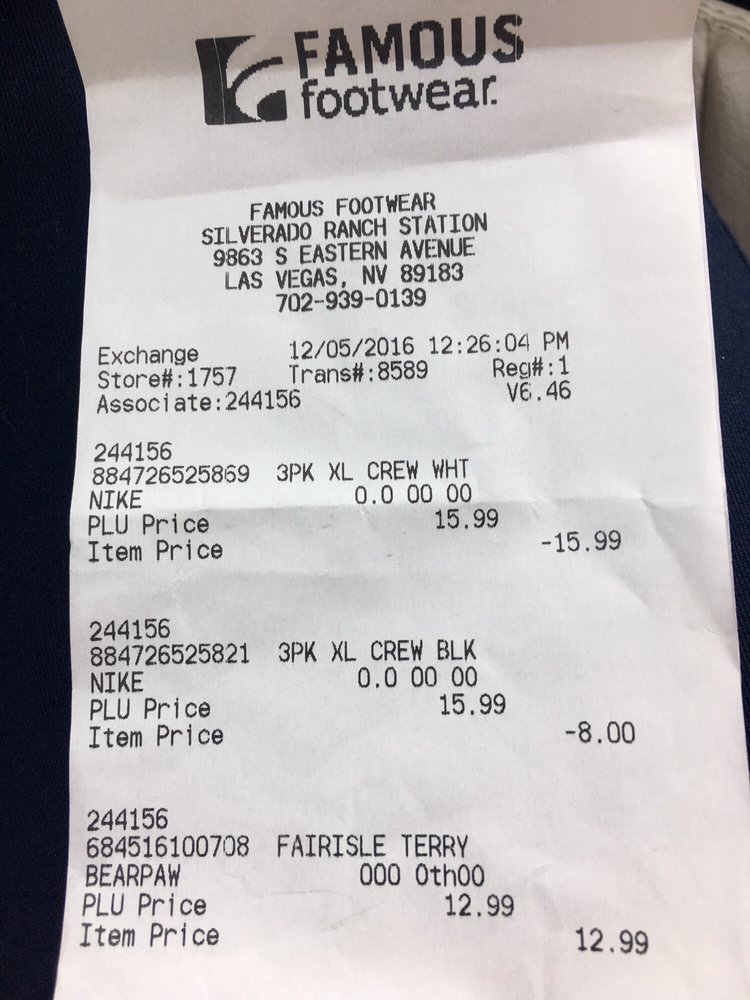 FAMOUS
footwear.
FAMOUS FOOTWEAR
SILVERADO RANCH STATION
9863 S EASTERN AVENUE
LAS VEGAS, NV 89183
702-939-0139
Exchange 12/05/2016 12:26:04 PM
Store#:1757 Trans#:8589 Reg#:1
Associate:244156 V6.46
244156
884726525869 3PK XL CREW WHT
NIKE 0.0 00 00
PLU Price 15.99
Item Price -15.99
244156
884726525821 3PK XL CREW BLK
NIKE 0.0 00 00
PLU Price 15.99
Item Price -8.00
244156
684516100708 FAIRISLE TERRY
BEARPAW 000 0th00
PLU Price 12.99
Item Price 12.99